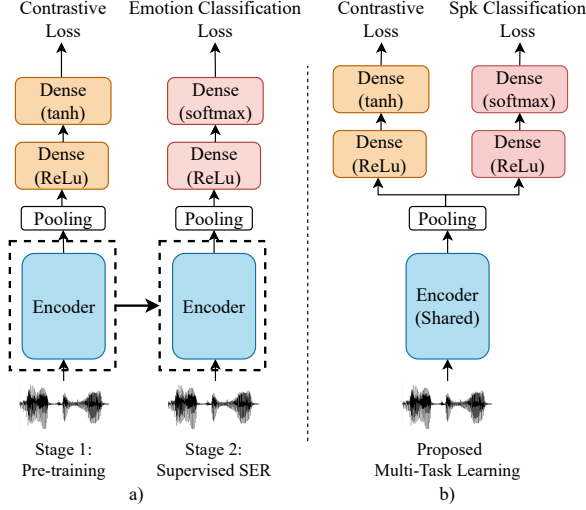 Contrastive
Loss
Emotion Classification
Loss
Dense
(tanh)
Dense
(softmax)
Dense
(ReLu)
Dense
(ReLu)
Pooling
Pooling
Encoder
Encoder
Stage 1:
Pre-training
Stage 2:
Supervised SER
a)
Contrastive
Loss
Spk Classification
Loss
Dense
(tanh)
Dense
(softmax)
Dense
(ReLu)
Dense
(ReLu)
Pooling
Encoder
(Shared)
Proposed
Multi-Task Learning
b)